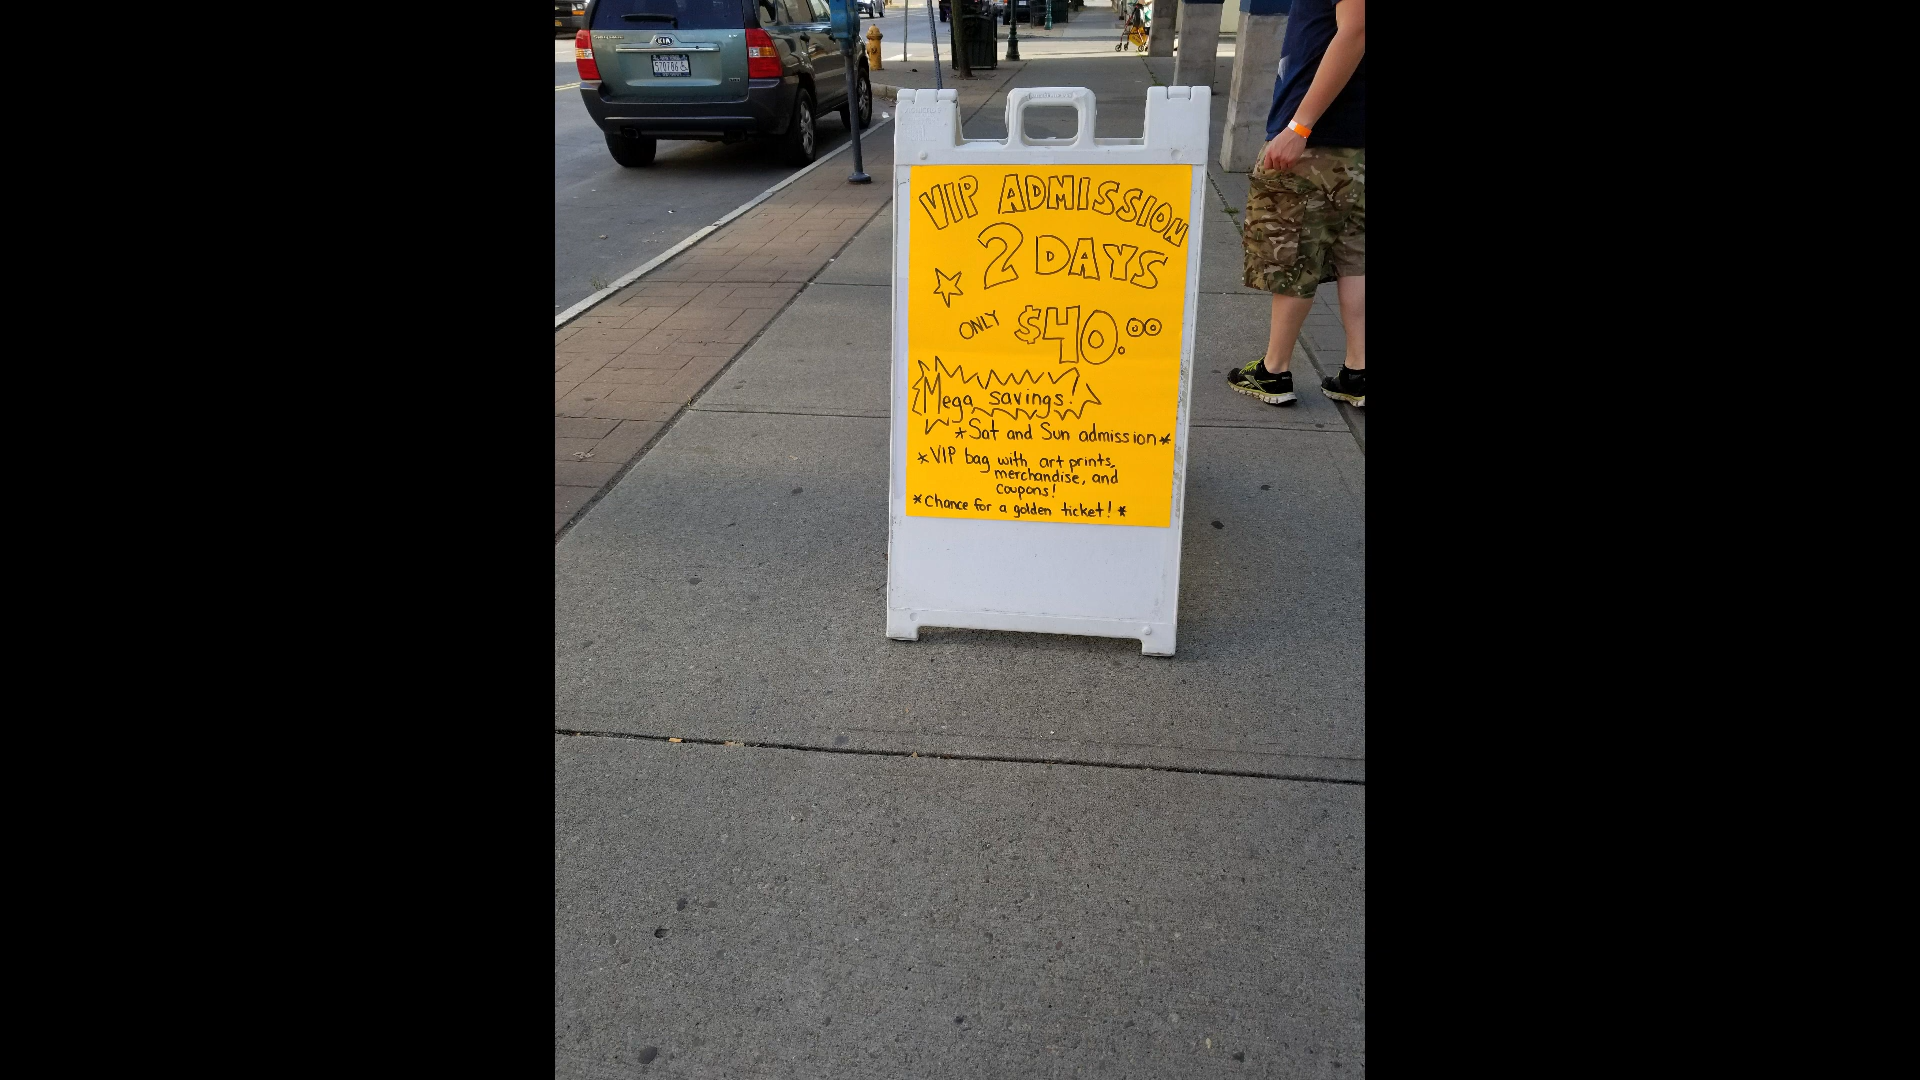 KIA
VIP ADMISSION
2 DAYS
ONLY $40.00
Mega savings!
*Sat and Sun admission*
*VIP bag with art prints,
merchandise, and
coupons!
*Chance for a golden ticket!*